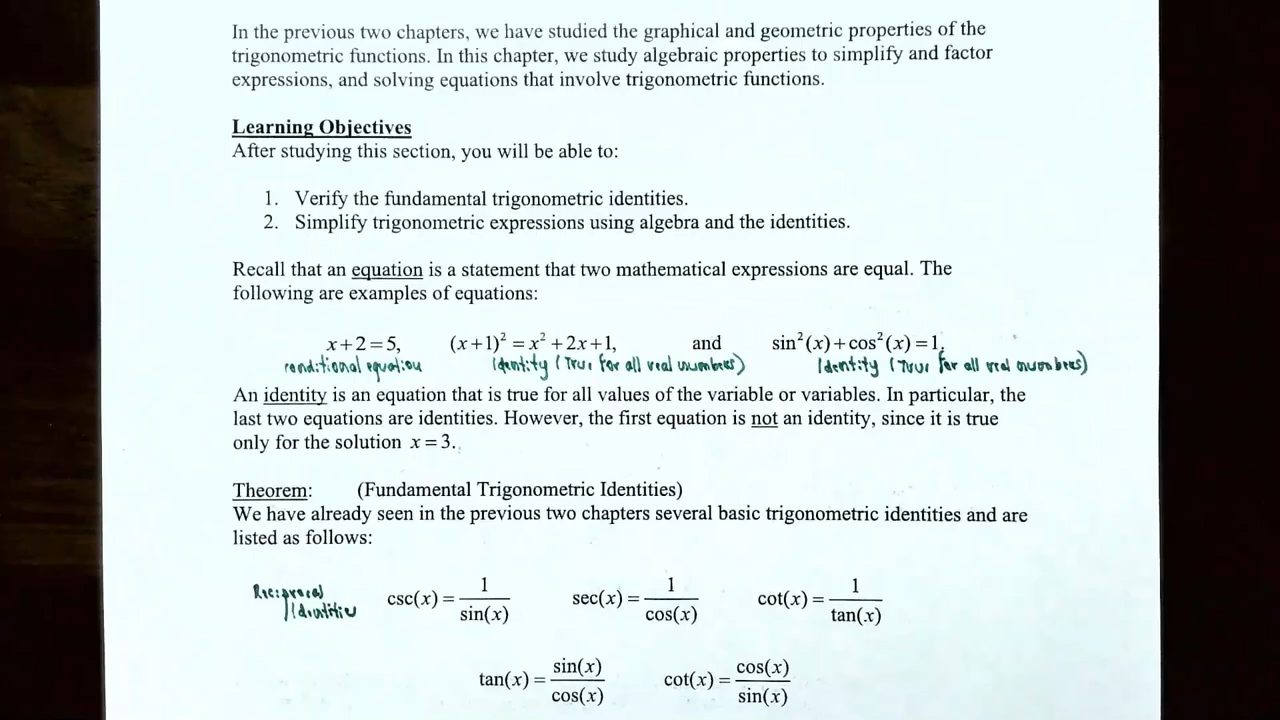 In the previous two chapters, we have studied the graphical and geometric properties of the
trigonometric functions. In this chapter, we study algebraic properties to simplify and factor
expressions, and solving equations that involve trigonometric functions.
Learning Objectives
After studying this section, you will be able to:
1. Verify the fundamental trigonometric identities.
2. Simplify trigonometric expressions using algebra and the identities.
Recall that an equation is a statement that two mathematical expressions are equal. The
following are examples of equations:
x + 2 = 5, (x + 1)² = x² + 2x + 1, and sin²(x) + cos²(x) = 1.
conditional equation Identity (True for all real numbers) Identity (True for all real numbers)
An identity is an equation that is true for all values of the variable or variables. In particular, the
last two equations are identities. However, the first equation is not an identity, since it is true
only for the solution x = 3.
Theorem: (Fundamental Trigonometric Identities)
We have already seen in the previous two chapters several basic trigonometric identities and are
listed as follows:
Reciprocal Identities csc(x) = 1/sin(x) sec(x) = 1/cos(x) cot(x) = 1/tan(x)
tan(x) = sin(x)/cos(x) cot(x) = cos(x)/sin(x)